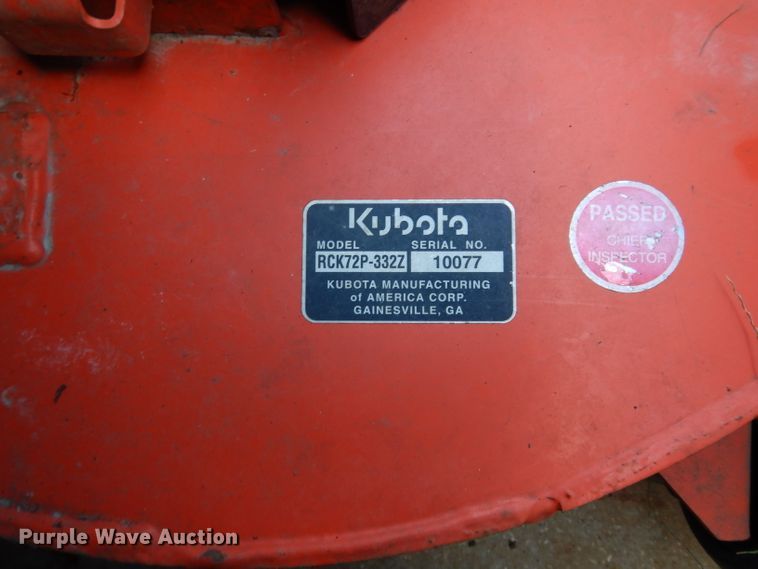 Kubota
MODEL SERIAL NO.
RCK72P-332Z 10077
KUBOTA MANUFACTURING
of AMERICA CORP.
GAINESVILLE, GA
PASSED
CHIEF
INSPECTOR
Purple Wave Auction